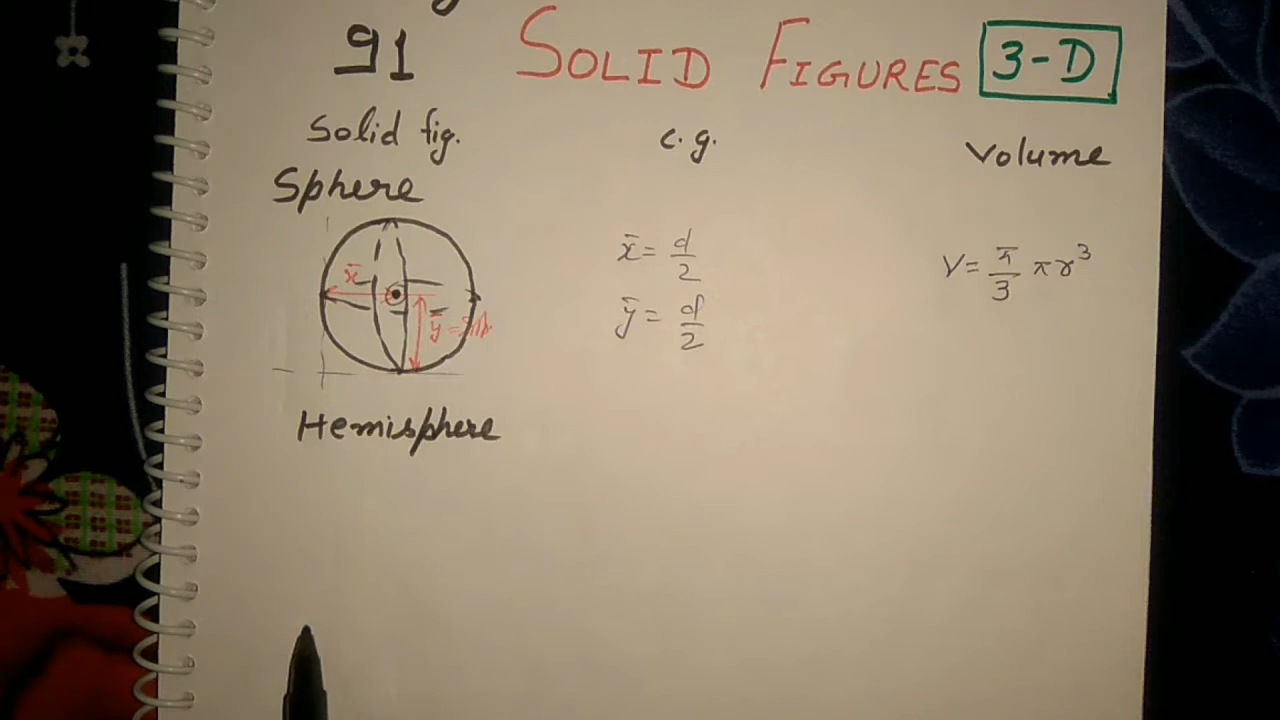 91 SOLID FIGURES 3-D
Solid fig. c.g. Volume
Sphere
x̄ = d/2 V = π/3 πr³
ȳ = d/2
x̄
ȳ =
Hemisphere